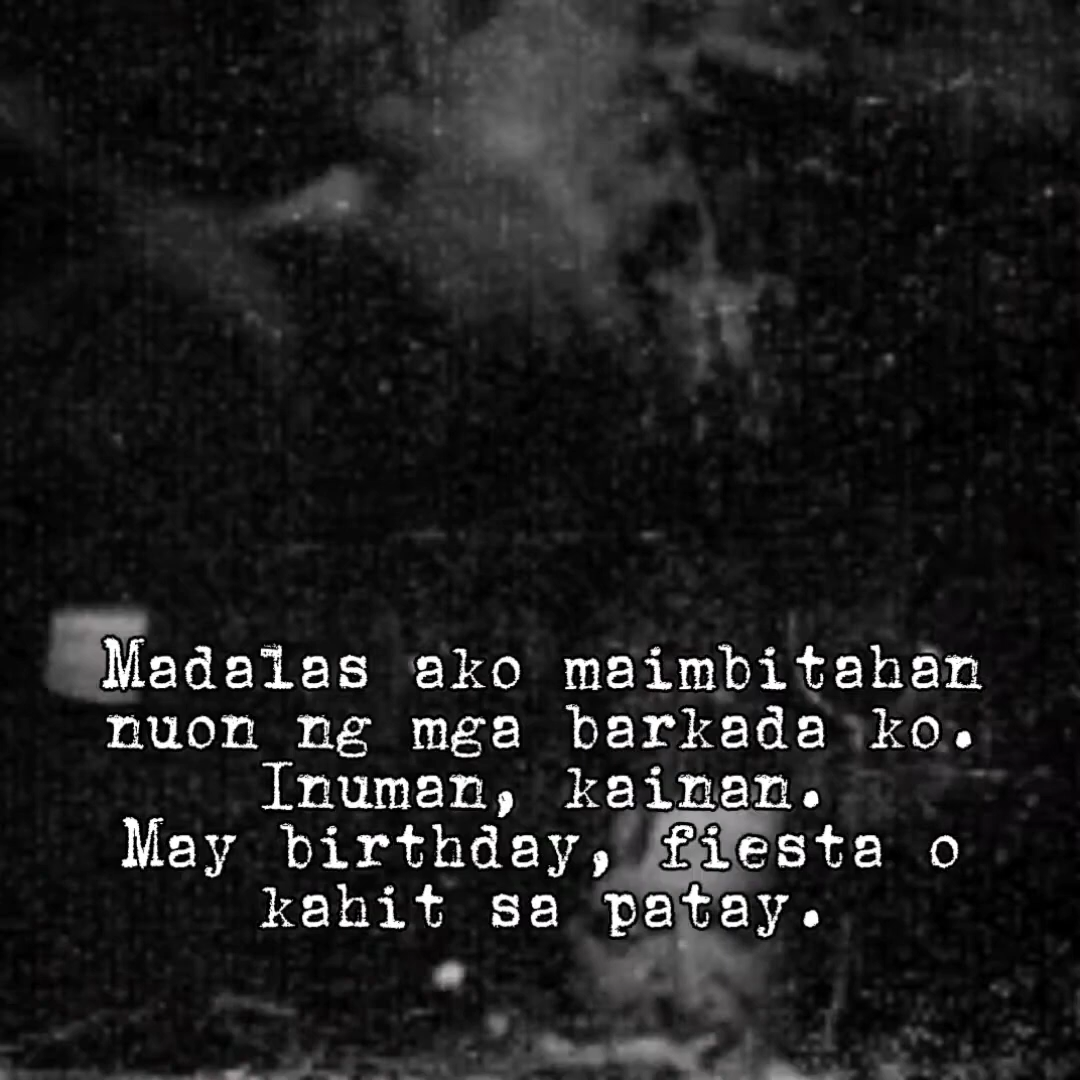 Madalas ako maimbitahan
nuon ng mga barkada ko.
Inuman, kainan.
May birthday, fiesta o
kahit sa patay.